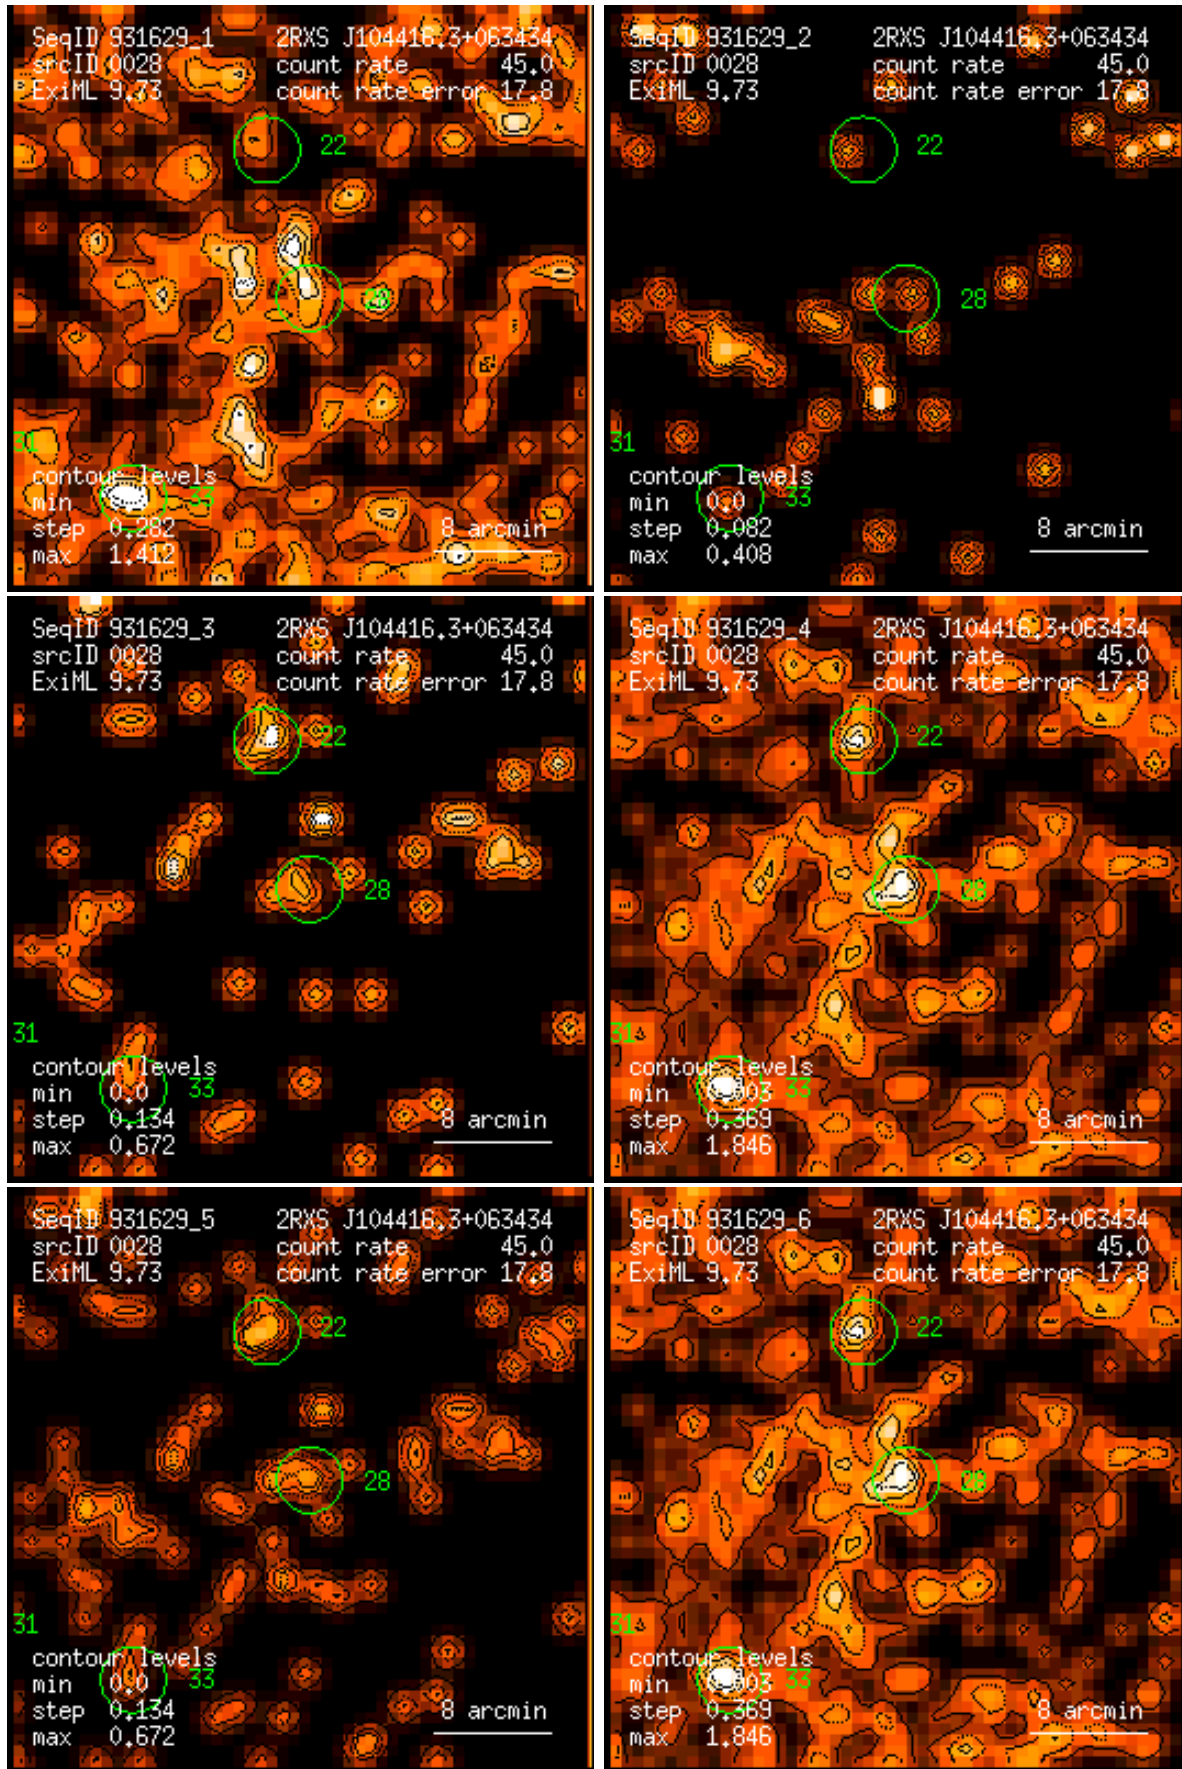 SeqID 931629_1 2RXS J104416.3+063434
srcID 0028 count rate 45.0
ExiML 9.73 count rate error 17.8
22
28
31
contour levels
min 33
step 0.282
max 1.412
8 arcmin
SeqID 931629_2 2RXS J104416.3+063434
srcID 0028 count rate 45.0
ExiML 9.73 count rate error 17.8
22
28
31
contour levels
min 0.0 33
step 0.082
max 0.408
8 arcmin
SeqID 931629_3 2RXS J104416.3+063434
srcID 0028 count rate 45.0
ExiML 9.73 count rate error 17.8
22
28
31
contour levels
min 0.0 33
step 0.134
max 0.672
8 arcmin
SeqID 931629_4 2RXS J104416.3+063434
srcID 0028 count rate 45.0
ExiML 9.73 count rate error 17.8
22
28
31
contour levels
min 0.003 33
step 0.369
max 1.846
8 arcmin
SeqID 931629_5 2RXS J104416.3+063434
srcID 0028 count rate 45.0
ExiML 9.73 count rate error 17.8
22
28
31
contour levels
min 0.0 33
step 0.134
max 0.672
8 arcmin
SeqID 931629_6 2RXS J104416.3+063434
srcID 0028 count rate 45.0
ExiML 9.73 count rate error 17.8
22
28
31
contour levels
min 0.003 33
step 0.369
max 1.846
8 arcmin